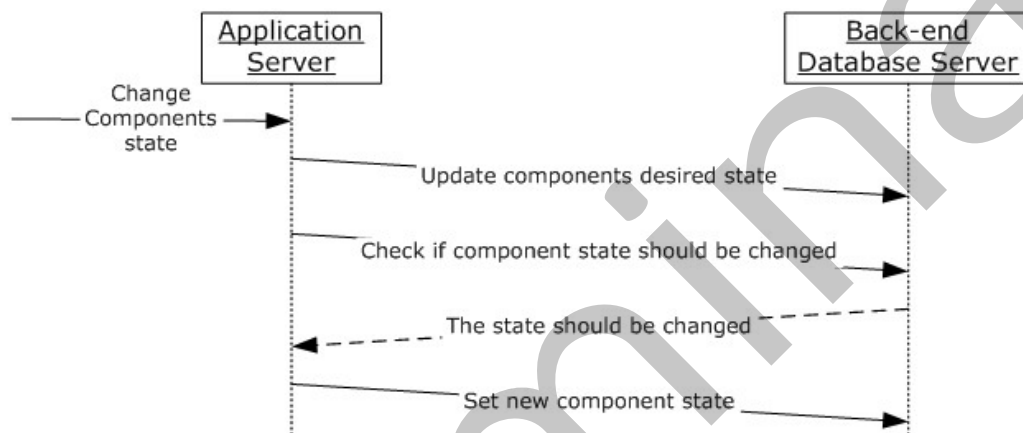 Application
Server
Back-end
Database Server
Change
Components
state
Update components desired state
Check if component state should be changed
The state should be changed
Set new component state